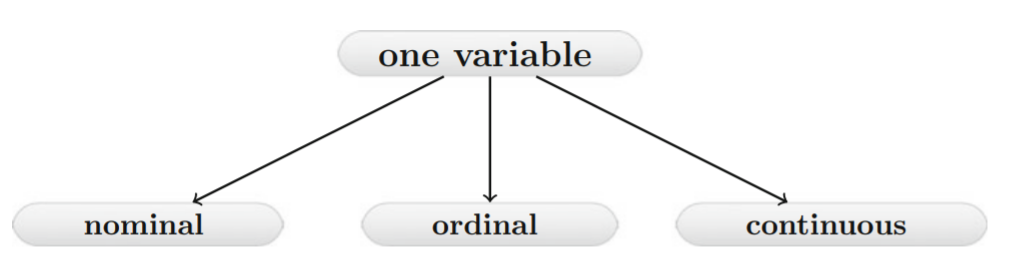 one variable
nominal
ordinal
continuous